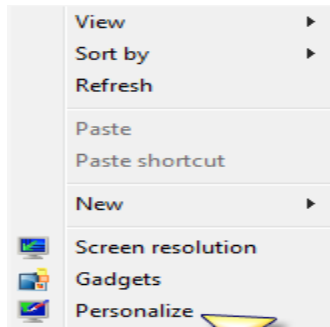 View
Sort by
Refresh
Paste
Paste shortcut
New
Screen resolution
Gadgets
Personalize